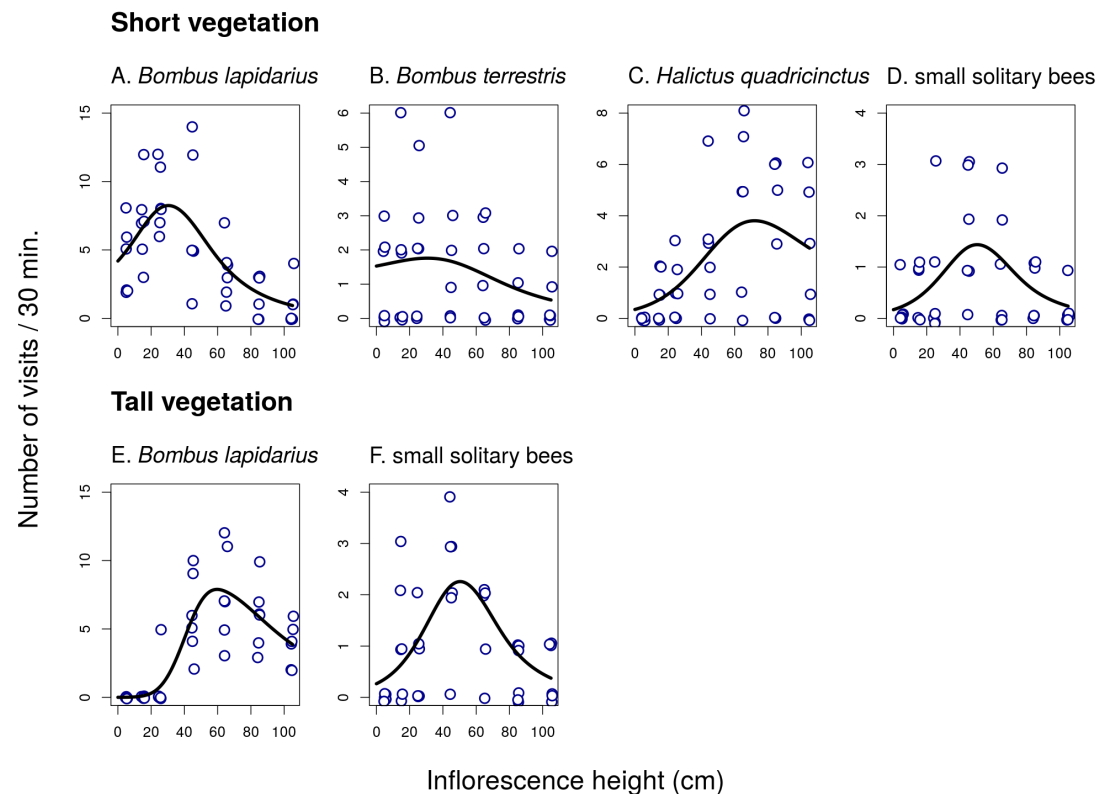 Short vegetation
A. Bombus lapidarius
B. Bombus terrestris
C. Halictus quadricinctus
D. small solitary bees
15
10
5
0
0 20 40 60 80 100
6
5
4
3
2
1
0
0 20 40 60 80 100
8
6
4
2
0
0 20 40 60 80 100
4
3
2
1
0
0 20 40 60 80 100
Number of visits / 30 min.
Tall vegetation
E. Bombus lapidarius
F. small solitary bees
15
10
5
0
0 20 40 60 80 100
4
3
2
1
0
0 20 40 60 80 100
Inflorescence height (cm)